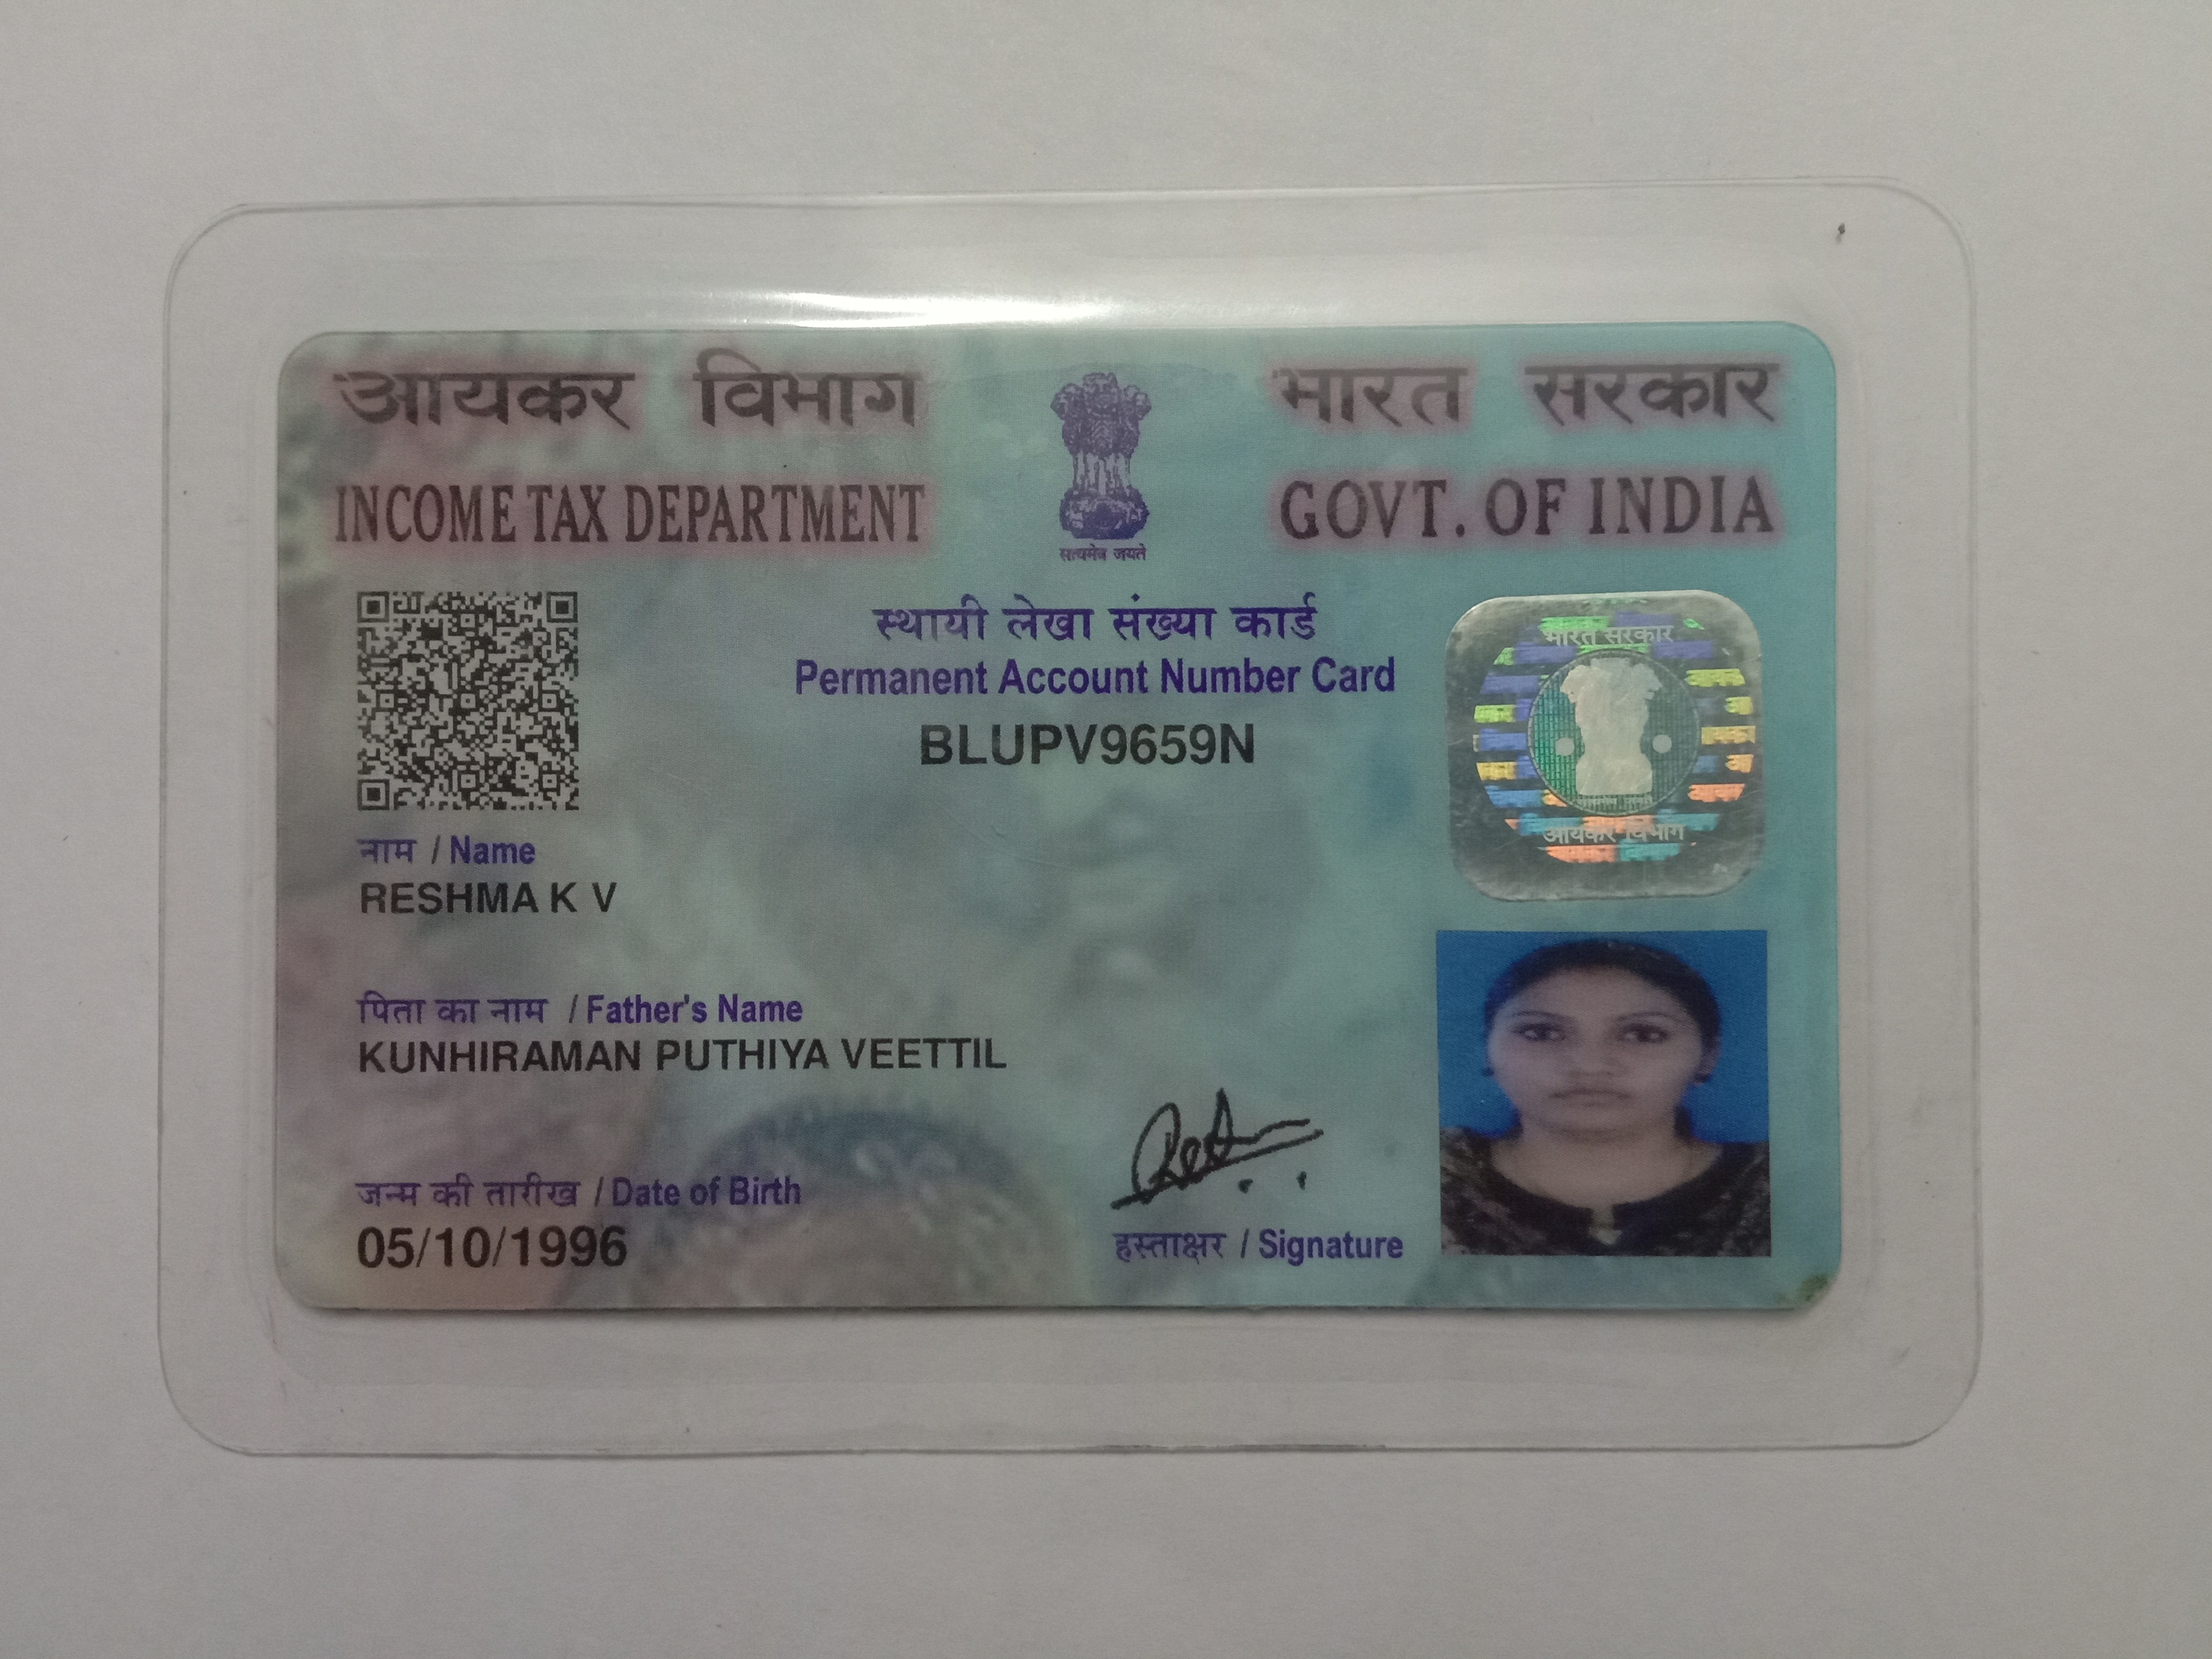 आयकर विभाग
INCOME TAX DEPARTMENT
सत्यमेव जयते
भारत सरकार
GOVT. OF INDIA
स्थायी लेखा संख्या कार्ड
Permanent Account Number Card
BLUPV9659N
भारत सरकार
आयकर विभाग
नाम / Name
RESHMA K V
पिता का नाम / Father's Name
KUNHIRAMAN PUTHIYA VEETTIL
जन्म की तारीख / Date of Birth
05/10/1996
हस्ताक्षर / Signature